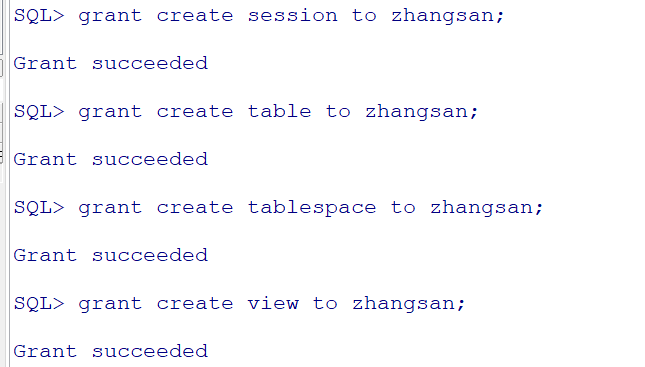 SQL> grant create session to zhangsan;
Grant succeeded
SQL> grant create table to zhangsan;
Grant succeeded
SQL> grant create tablespace to zhangsan;
Grant succeeded
SQL> grant create view to zhangsan;
Grant succeeded